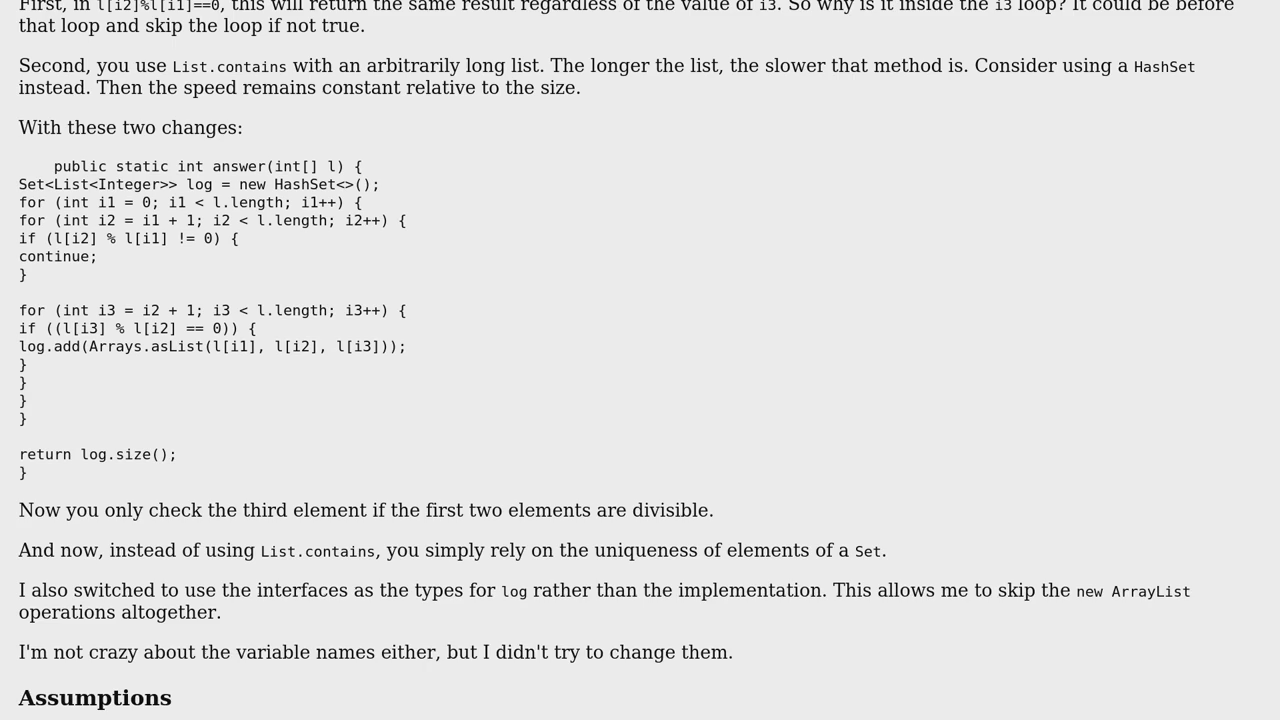 First, in l[i2]%l[i1]==0, this will return the same result regardless of the value of i3. So why is it inside the i3 loop? It could be before
that loop and skip the loop if not true.
Second, you use List.contains with an arbitrarily long list. The longer the list, the slower that method is. Consider using a HashSet
instead. Then the speed remains constant relative to the size.
With these two changes:
public static int answer(int[] l) {
Set<List<Integer>> log = new HashSet<>();
for (int i1 = 0; i1 < l.length; i1++) {
for (int i2 = i1 + 1; i2 < l.length; i2++) {
if (l[i2] % l[i1] != 0) {
continue;
}
for (int i3 = i2 + 1; i3 < l.length; i3++) {
if ((l[i3] % l[i2] == 0)) {
log.add(Arrays.asList(l[i1], l[i2], l[i3]));
}
}
}
}
return log.size();
}
Now you only check the third element if the first two elements are divisible.
And now, instead of using List.contains, you simply rely on the uniqueness of elements of a Set.
I also switched to use the interfaces as the types for log rather than the implementation. This allows me to skip the new ArrayList
operations altogether.
I'm not crazy about the variable names either, but I didn't try to change them.
Assumptions